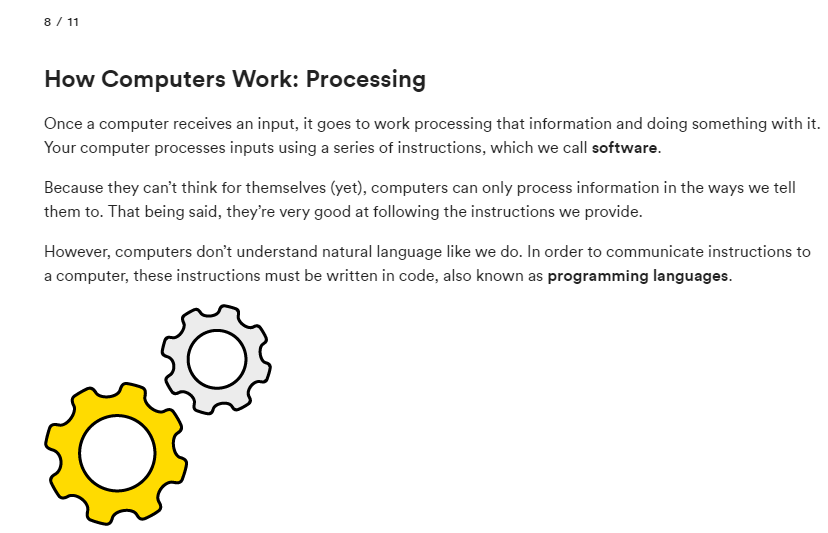 8 / 11
How Computers Work: Processing
Once a computer receives an input, it goes to work processing that information and doing something with it.
Your computer processes inputs using a series of instructions, which we call software.
Because they can’t think for themselves (yet), computers can only process information in the ways we tell
them to. That being said, they’re very good at following the instructions we provide.
However, computers don’t understand natural language like we do. In order to communicate instructions to
a computer, these instructions must be written in code, also known as programming languages.